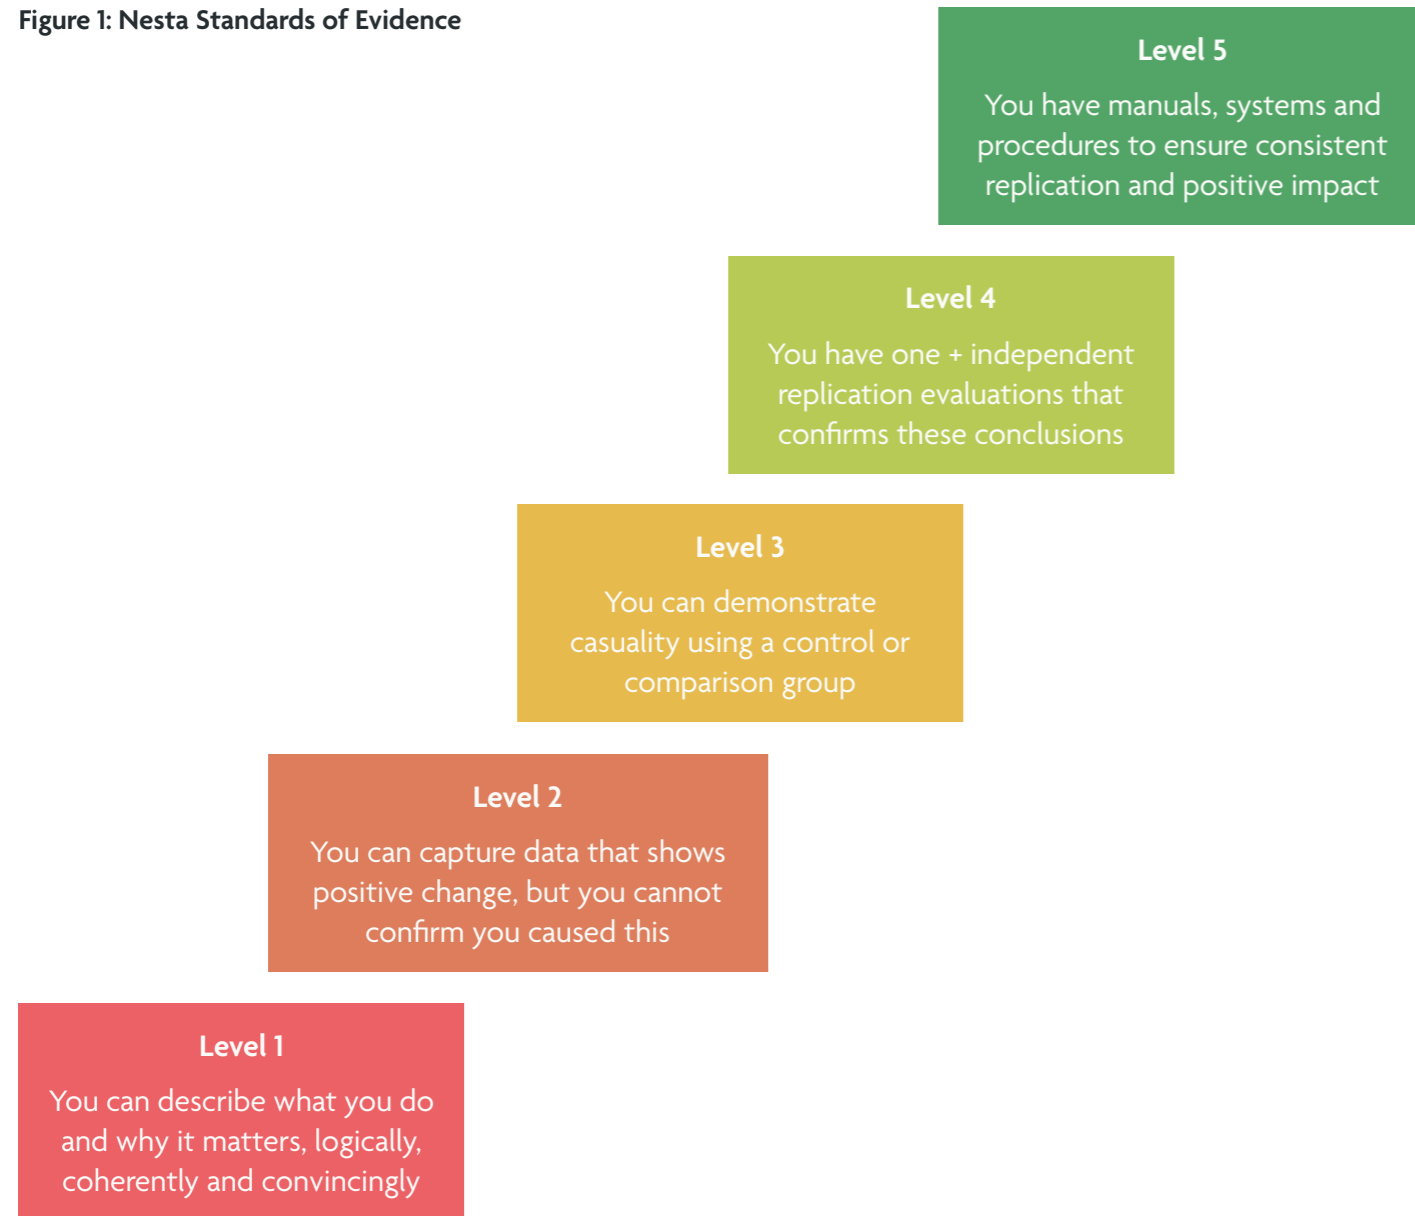 Figure 1: Nesta Standards of Evidence
Level 5
You have manuals, systems and
procedures to ensure consistent
replication and positive impact
Level 4
You have one + independent
replication evaluations that
confirms these conclusions
Level 3
You can demonstrate
casuality using a control or
comparison group
Level 2
You can capture data that shows
positive change, but you cannot
confirm you caused this
Level 1
You can describe what you do
and why it matters, logically,
coherently and convincingly